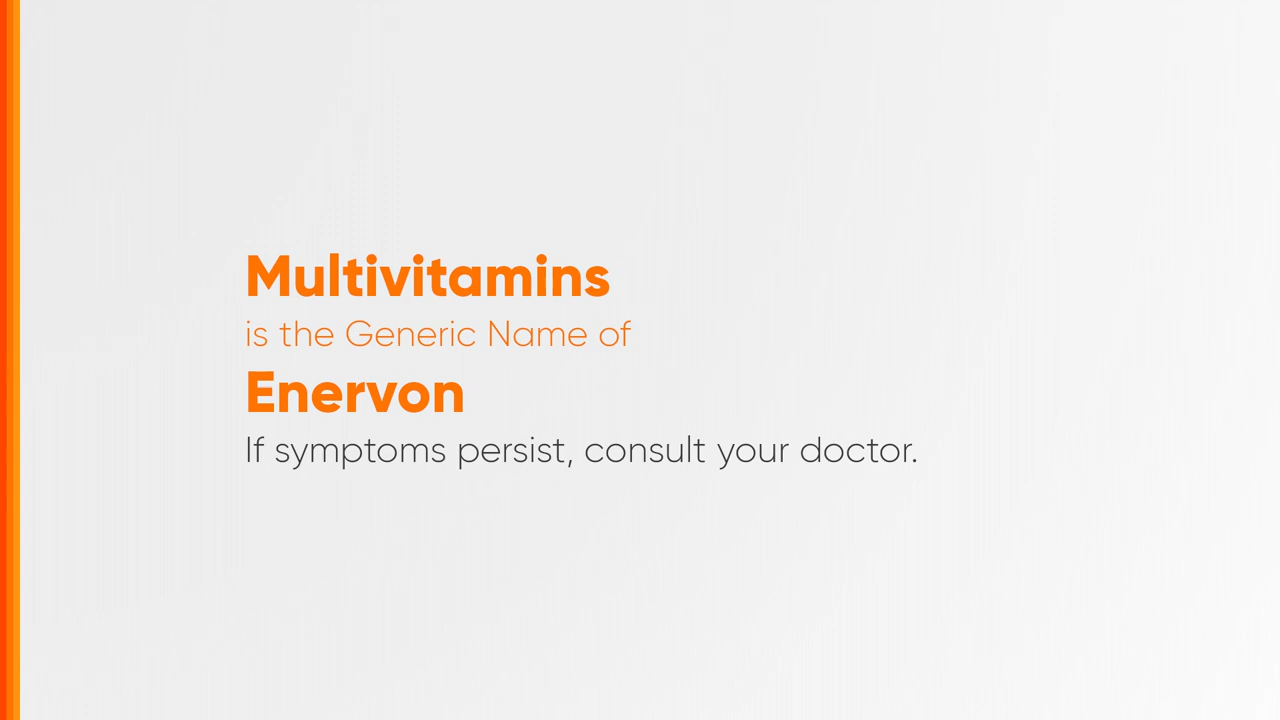 Multivitamins
is the Generic Name of
Enervon
If symptoms persist, consult your doctor.